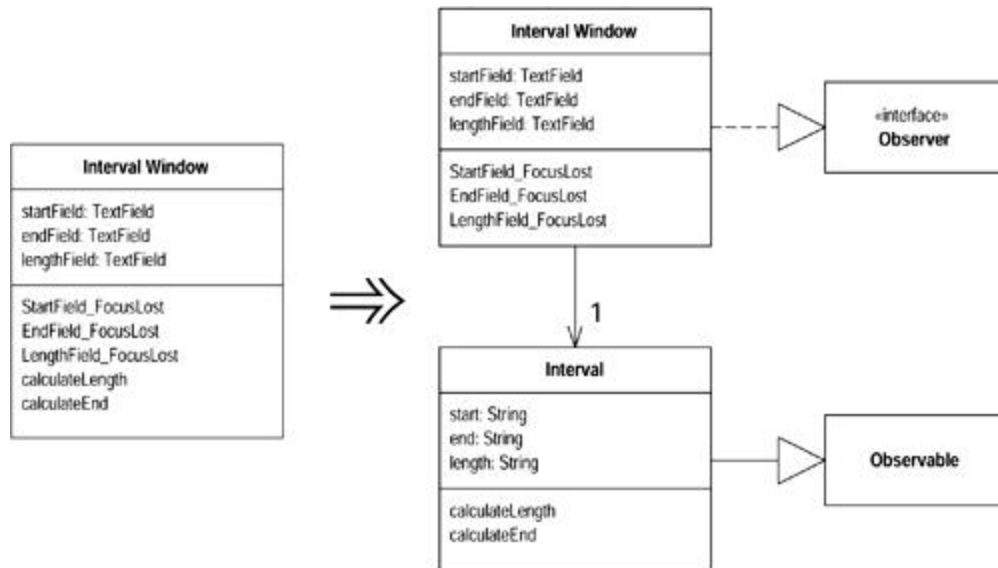 Interval Window
startField: TextField
endField: TextField
lengthField: TextField
StartField_FocusLost
EndField_FocusLost
LengthField_FocusLost
calculateLength
calculateEnd
Interval Window
startField: TextField
endField: TextField
lengthField: TextField
StartField_FocusLost
EndField_FocusLost
LengthField_FocusLost
«interface»
Observer
1
Interval
start: String
end: String
length: String
calculateLength
calculateEnd
Observable